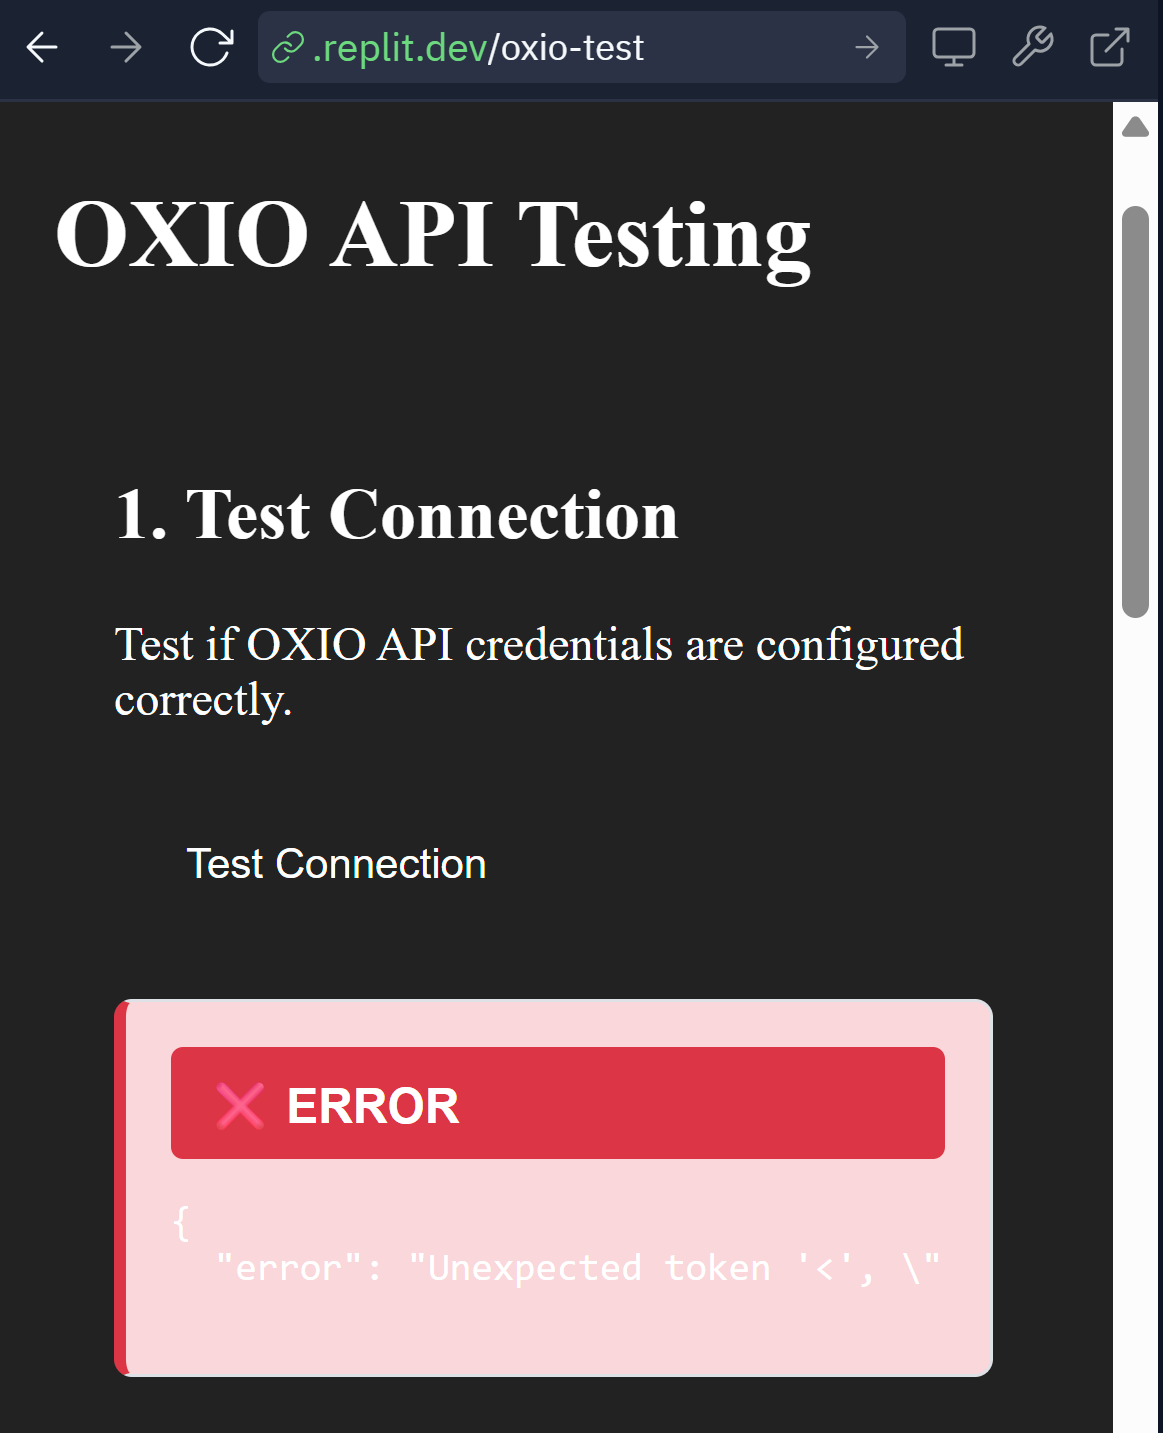 .replit.dev/oxio-test
OXIO API Testing
1. Test Connection
Test if OXIO API credentials are configured
correctly.
Test Connection
❌ ERROR
{
"error": "Unexpected token '<', \"